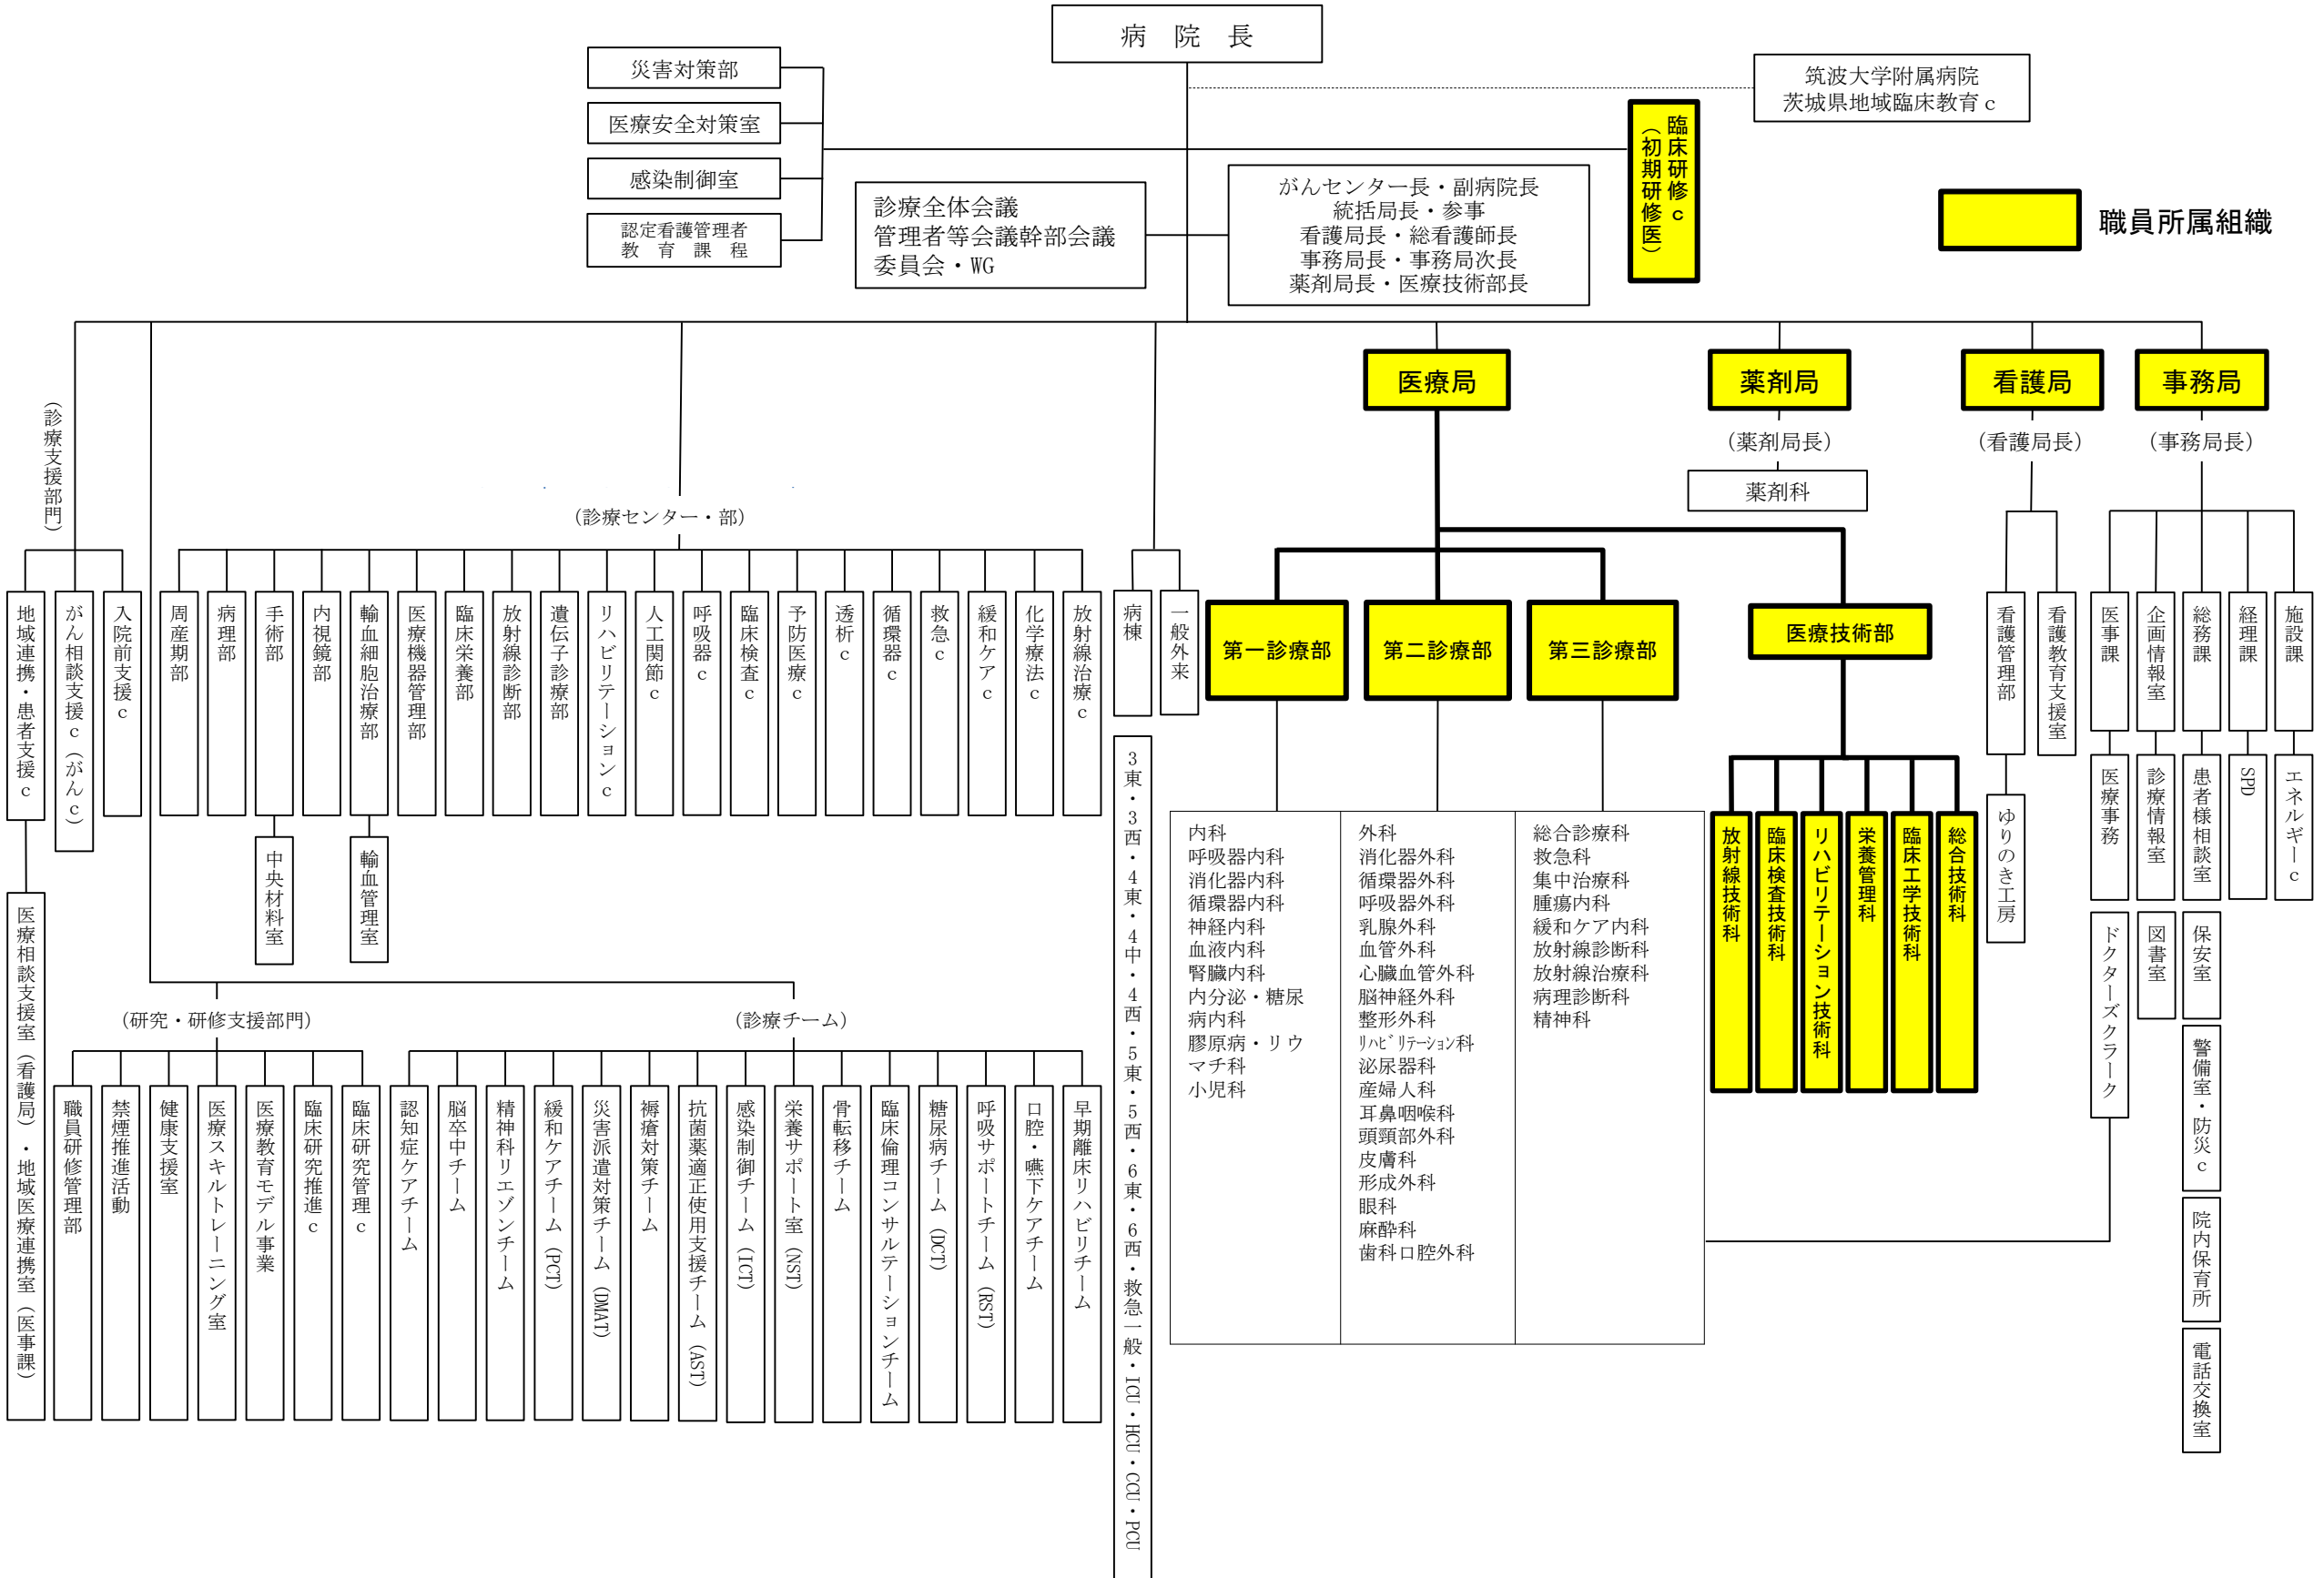 病　院　長
災害対策部
医療安全対策室
感染制御室
認定看護管理者
教　育　課　程
筑波大学附属病院
茨城県地域臨床教育ｃ
臨床研修ｃ
（初期研修医）
診療全体会議
管理者等会議幹部会議
委員会・WG
がんセンター長・副病院長
統括局長・参事
看護局長・総看護師長
事務局長・事務局次長
薬剤局長・医療技術部長
職員所属組織
医療局
薬剤局
看護局
事務局
（薬剤局長）
（看護局長）
（事務局長）
薬剤科
（診療支援部門）
（診療センター・部）
地域連携・患者支援ｃ
がん相談支援ｃ（がんｃ）
入院前支援ｃ
周産期部
病理部
手術部
内視鏡部
輸血細胞治療部
医療機器管理部
臨床栄養部
放射線診断部
遺伝子診療部
リハビリテーションｃ
人工関節ｃ
呼吸器ｃ
臨床検査ｃ
予防医療ｃ
透析ｃ
循環器ｃ
救急ｃ
緩和ケアｃ
化学療法ｃ
放射線治療ｃ
病棟
一般外来
第一診療部
第二診療部
第三診療部
医療技術部
看護管理部
看護教育支援室
医事課
企画情報室
総務課
経理課
施設課
中央材料室
輸血管理室
医療相談支援室（看護局）・地域医療連携室（医事課）
3東・3西・4東・4中・4西・5東・5西・6東・6西・救急一般・ICU・HCU・CCU・PCU
内科
呼吸器内科
消化器内科
循環器内科
神経内科
血液内科
腎臓内科
内分泌・糖尿
病内科
膠原病・リウ
マチ科
小児科
外科
消化器外科
循環器外科
呼吸器外科
乳腺外科
血管外科
心臓血管外科
脳神経外科
整形外科
ﾘﾊﾋﾞﾘﾃｰｼｮﾝ科
泌尿器科
産婦人科
耳鼻咽喉科
頭頸部外科
皮膚科
形成外科
眼科
麻酔科
歯科口腔外科
総合診療科
救急科
集中治療科
腫瘍内科
緩和ケア内科
放射線診断科
放射線治療科
病理診断科
精神科
放射線技術科
臨床検査技術科
リハビリテーション技術科
栄養管理科
臨床工学技術科
総合技術科
ゆりのき工房
医療事務
診療情報室
患者様相談室
SPD
エネルギーｃ
ドクターズクラーク
図書室
保安室
警備室・防災ｃ
院内保育所
電話交換室
（研究・研修支援部門）
（診療チーム）
職員研修管理部
禁煙推進活動
健康支援室
医療スキルトレーニング室
医療教育モデル事業
臨床研究推進ｃ
臨床研究管理ｃ
認知症ケアチーム
脳卒中チーム
精神科リエゾンチーム
緩和ケアチーム（PCT）
災害派遣対策チーム（DMAT）
褥瘡対策チーム
抗菌薬適正使用支援チーム（AST）
感染制御チーム（ICT）
栄養サポート室（NST）
骨転移チーム
臨床倫理コンサルテーションチーム
糖尿病チーム（DCT）
呼吸サポートチーム（RST）
口腔・嚥下ケアチーム
早期離床リハビリチーム